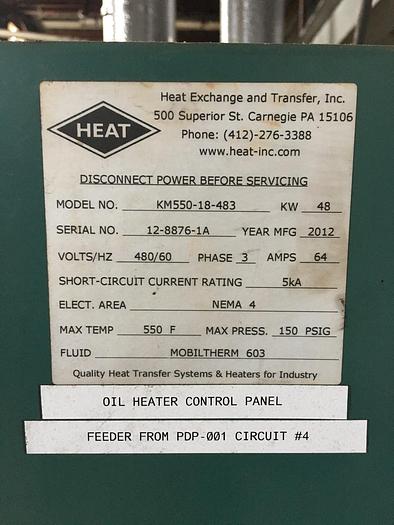 Heat Exchange and Transfer, Inc.
500 Superior St. Carnegie PA 15106
HEAT
Phone: (412)-276-3388
www.heat-inc.com
DISCONNECT POWER BEFORE SERVICING
MODEL NO. KM550-18-483 KW 48
SERIAL NO. 12-8876-1A YEAR MFG 2012
VOLTS/HZ 480/60 PHASE 3 AMPS 64
SHORT-CIRCUIT CURRENT RATING 5kA
ELECT. AREA NEMA 4
MAX TEMP 550 F MAX PRESS. 150 PSIG
FLUID MOBILTHERM 603
Quality Heat Transfer Systems & Heaters for Industry
OIL HEATER CONTROL PANEL
FEEDER FROM PDP-001 CIRCUIT #4